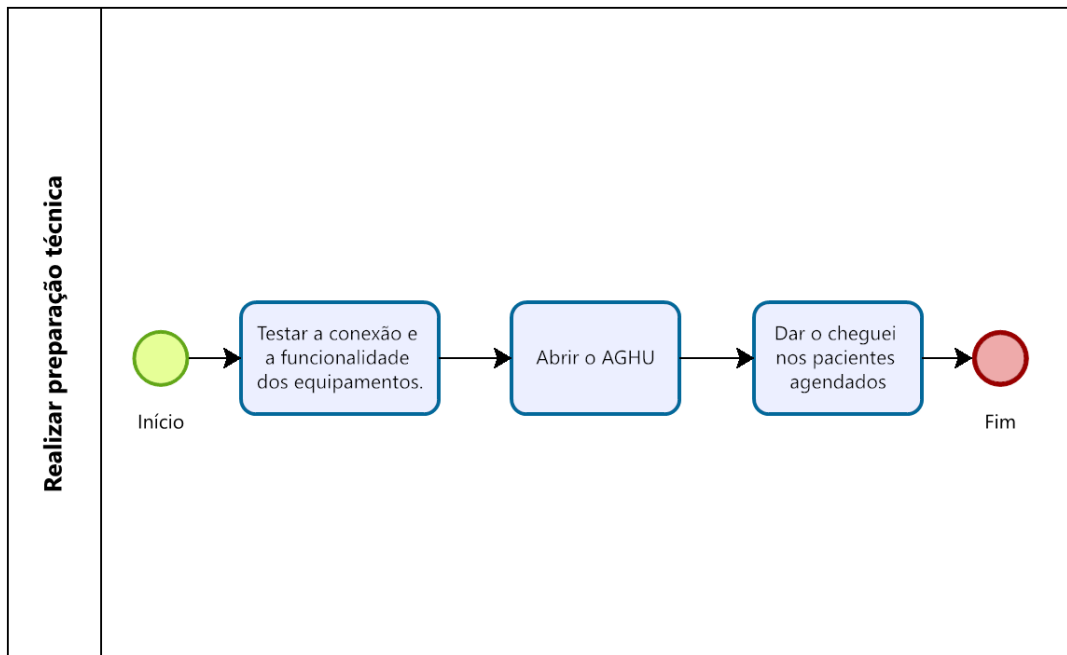 Realizar preparação técnica
Início
Testar a conexão e
a funcionalidade
dos equipamentos.
Abrir o AGHU
Dar o cheguei
nos pacientes
agendados
Fim